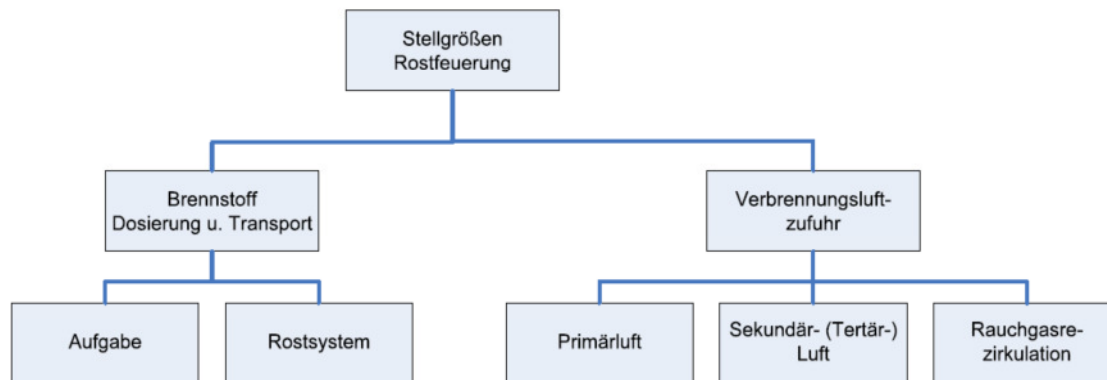 Stellgrößen
Rostfeuerung
Brennstoff
Dosierung u. Transport
Verbrennungsluft-
zufuhr
Aufgabe
Rostsystem
Primärluft
Sekundär- (Tertär-)
Luft
Rauchgasre-
zirkulation